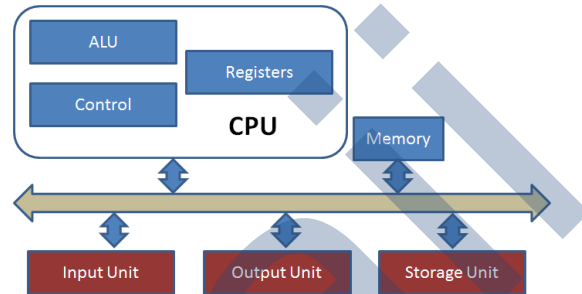 ALU
Registers
Control
CPU
Memory
Input Unit
Output Unit
Storage Unit